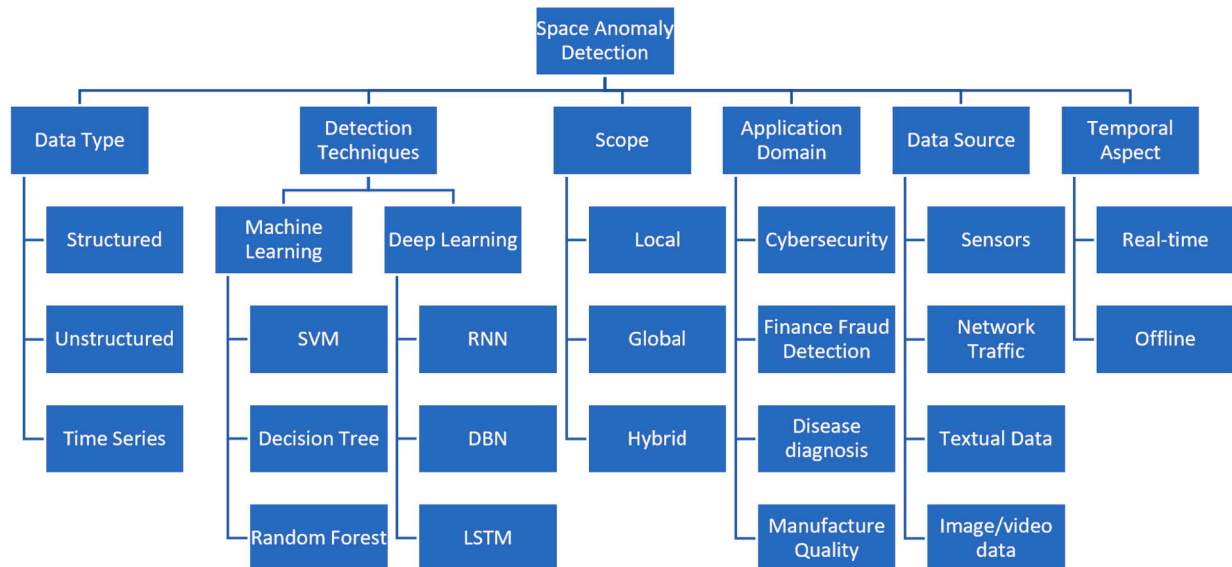 Space Anomaly
Detection
Data Type
Detection
Techniques
Scope
Application
Domain
Data Source
Temporal
Aspect
Structured
Machine
Learning
Deep Learning
Local
Cybersecurity
Sensors
Real-time
Unstructured
SVM
RNN
Global
Finance Fraud
Detection
Network
Traffic
Offline
Time Series
Decision Tree
DBN
Hybrid
Disease
diagnosis
Textual Data
Random Forest
LSTM
Manufacture
Quality
Image/video
data